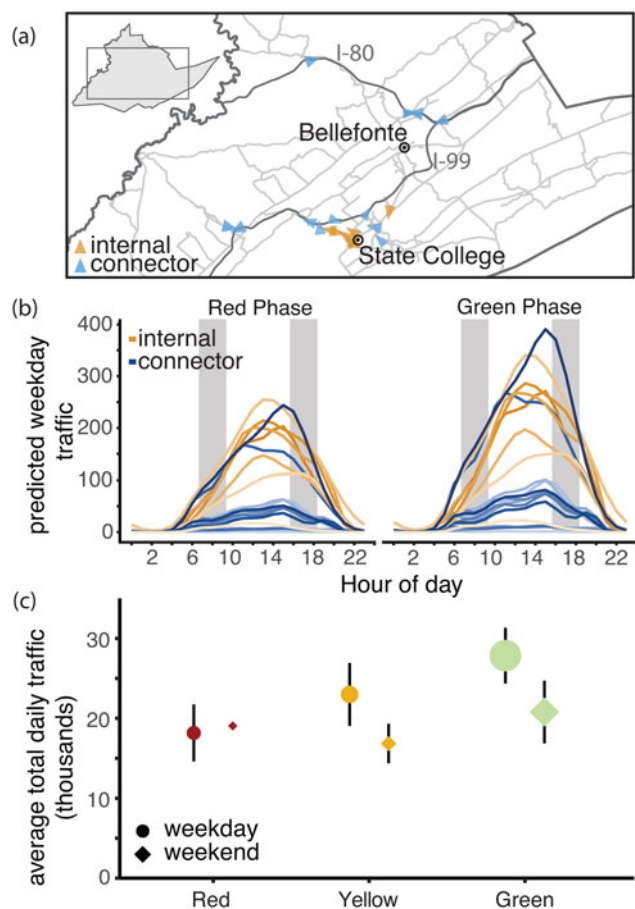 (a)
I-80
Bellefonte
I-99
internal
connector
State College
(b)
Red Phase
Green Phase
400
300
200
100
0
internal
connector
predicted weekday
traffic
2 6 10 14 18 22
2 6 10 14 18 22
Hour of day
(c)
30
20
10
0
average total daily traffic
(thousands)
weekday
weekend
Red
Yellow
Green